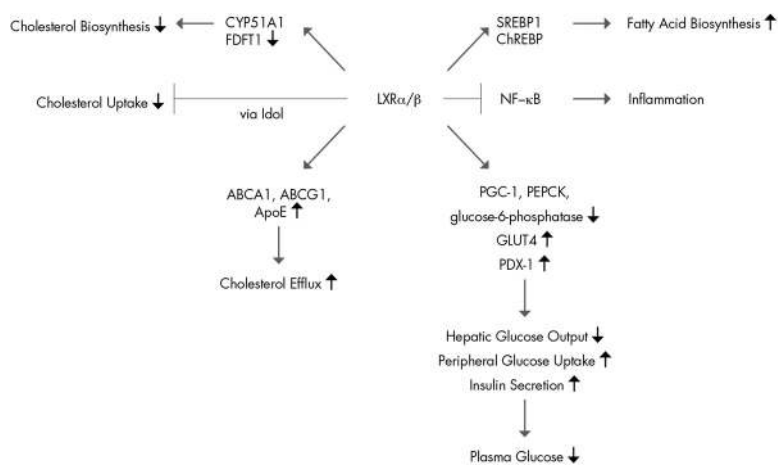 Cholesterol Biosynthesis ↓
CYP51A1
FDFT1 ↓
SREBP1
ChREBP
Fatty Acid Biosynthesis ↑
Cholesterol Uptake ↓
via Idol
LXRα/β
NF-κB
Inflammation
ABCA1, ABCG1,
ApoE ↑
Cholesterol Efflux ↑
PGC-1, PEPCK,
glucose-6-phosphatase ↓
GLUT4 ↑
PDX-1 ↑
Hepatic Glucose Output ↓
Peripheral Glucose Uptake ↑
Insulin Secretion ↑
Plasma Glucose ↓